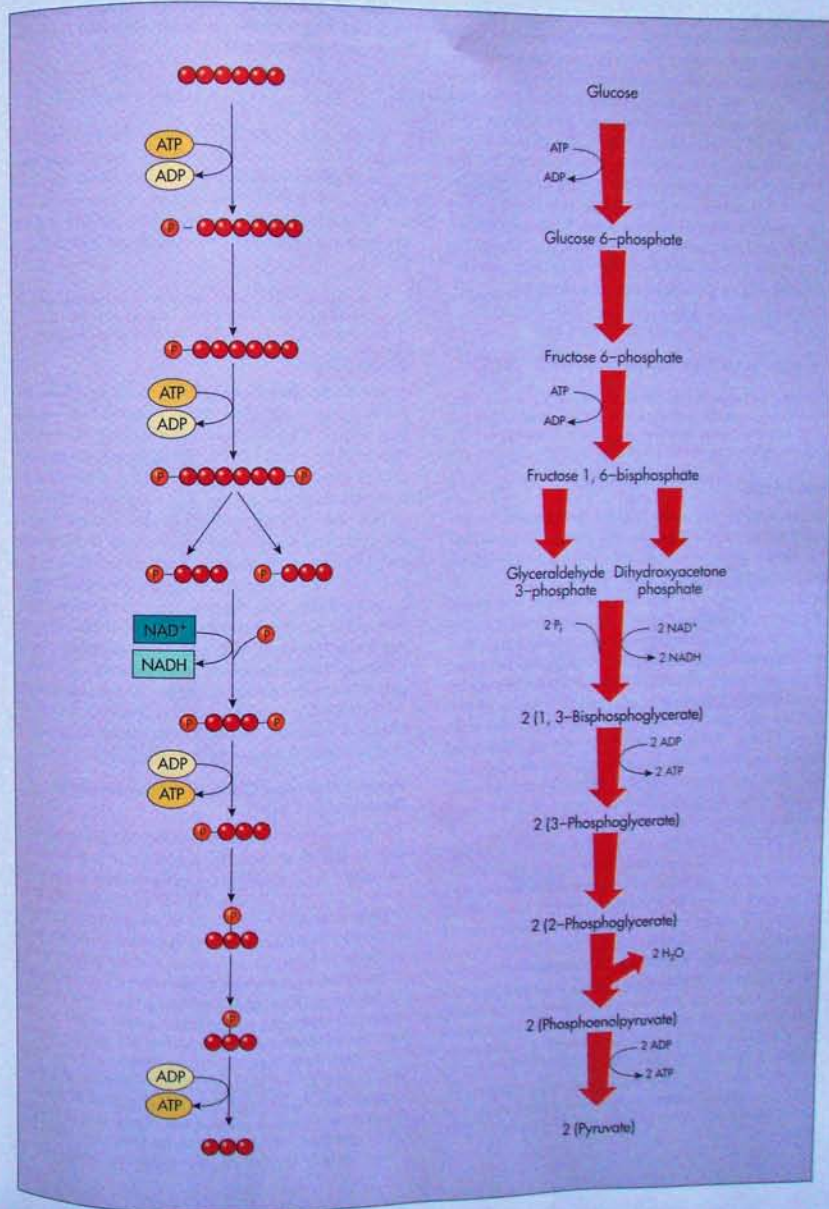 ATP
ADP
P
P
ATP
ADP
P
P
P
P
NAD⁺
P
NADH
P
P
ADP
ATP
P
P
P
ADP
ATP
Glucose
ATP
ADP
Glucose 6–phosphate
Fructose 6–phosphate
ATP
ADP
Fructose 1, 6–bisphosphate
Glyceraldehyde Dihydroxyacetone
3–phosphate phosphate
2 Pᵢ 2 NAD⁺
2 NADH
2 (1, 3–Bisphosphoglycerate)
2 ADP
2 ATP
2 (3–Phosphoglycerate)
2 (2–Phosphoglycerate)
2 H₂O
2 (Phosphoenolpyruvate)
2 ADP
2 ATP
2 (Pyruvate)